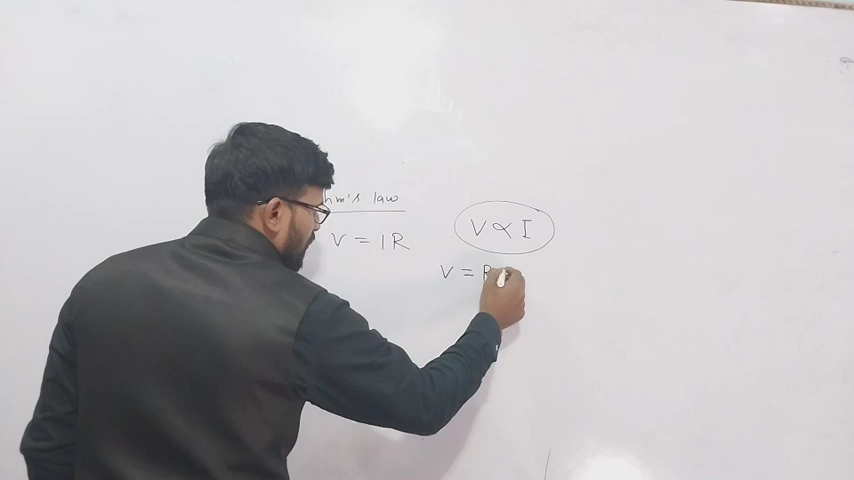 hm's law
V = IR
V ∝ I
V = R